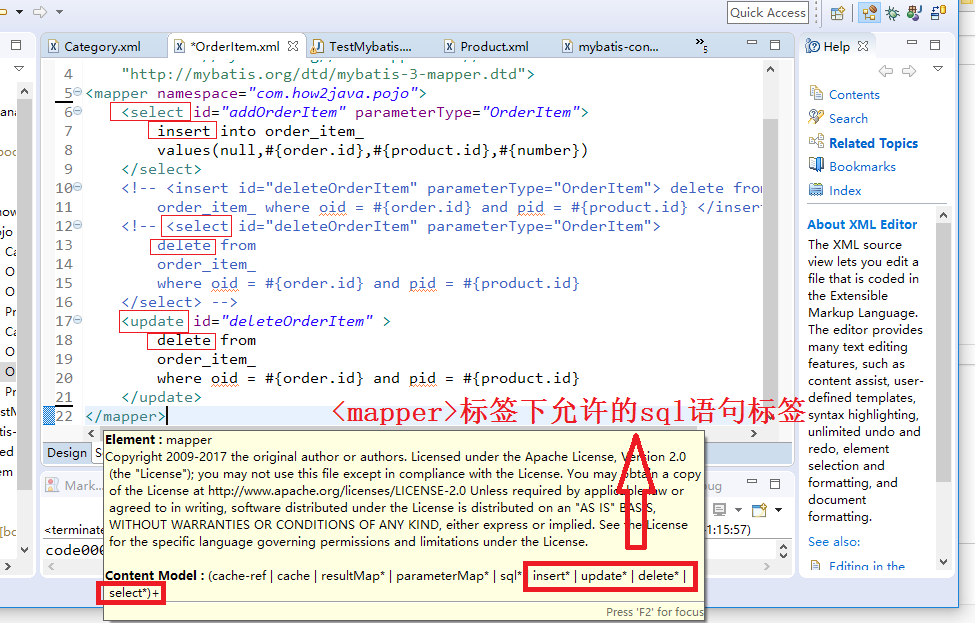 Quick Access
Category.xml
*OrderItem.xml
TestMybatis....
Product.xml
mybatis-con...
»5
Help
4 "http://mybatis.org/dtd/mybatis-3-mapper.dtd">
5 <mapper namespace="com.how2java.pojo">
6 <select id="addOrderItem" parameterType="OrderItem">
7 insert into order_item_
8 values(null,#{order.id},#{product.id},#{number})
9 </select>
10 <!-- <insert id="deleteOrderItem" parameterType="OrderItem"> delete from
11 order_item_ where oid = #{order.id} and pid = #{product.id} </insert
12 <!-- <select id="deleteOrderItem" parameterType="OrderItem">
13 delete from
14 order_item_
15 where oid = #{order.id} and pid = #{product.id}
16 </select> -->
17 <update id="deleteOrderItem" >
18 delete from
19 order_item_
20 where oid = #{order.id} and pid = #{product.id}
21 </update>
22 </mapper>
<mapper>标签下允许的sql语句标签
Design
Element : mapper
Copyright 2009-2017 the original author or authors. Licensed under the Apache License, Version 2.0
(the "License"); you may not use this file except in compliance with the License. You may obtain a copy
of the License at http://www.apache.org/licenses/LICENSE-2.0 Unless required by applicable law or
agreed to in writing, software distributed under the License is distributed on an "AS IS" BASIS,
WITHOUT WARRANTIES OR CONDITIONS OF ANY KIND, either express or implied. See the License
for the specific language governing permissions and limitations under the License.
Content Model : (cache-ref | cache | resultMap* | parameterMap* | sql* | insert* | update* | delete* |
select*)+
Press 'F2' for focus
Mark...
<terminate
1:15:57)
code000
Contents
Search
Related Topics
Bookmarks
Index
About XML Editor
The XML source
view lets you edit a
file that is coded in
the Extensible
Markup Language.
The editor provides
many text editing
features, such as
content assist, user-
defined templates,
syntax highlighting,
unlimited undo and
redo, element
selection and
formatting, and
document
formatting.
See also:
Editing in the